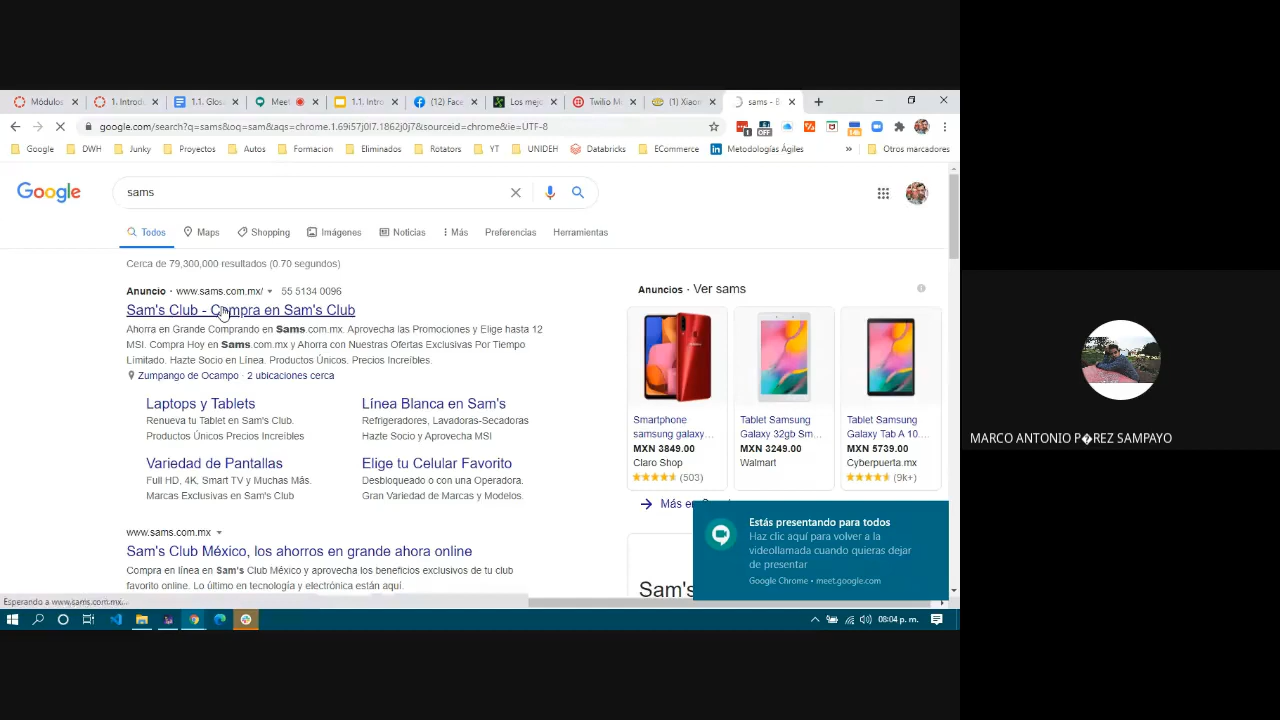 Módulos
1. Introdu
1.1. Glos
Meet
1.1. Intro
(12) Face
Los mejo
Twilio M
(1) Xiaom
sams - B
google.com/search?q=sams&oq=sam&aqs=chrome.1.69i57j0l7.1862j0j7&sourceid=chrome&ie=UTF-8
Google
DWH
Junky
Proyectos
Autos
Formacion
Eliminados
Rotators
YT
UNIDEH
Databricks
ECommerce
Metodologías Ágiles
»
Otros marcadores
Google
sams
Todos
Maps
Shopping
Imágenes
Noticias
Más
Preferencias
Herramientas
Cerca de 79,300,000 resultados (0.70 segundos)
Anuncio · www.sams.com.mx/ 55 5134 0096
Sam's Club - Compra en Sam's Club
Ahorra en Grande Comprando en Sams.com.mx. Aprovecha las Promociones y Elige hasta 12
MSI. Compra Hoy en Sams.com.mx y Ahorra con Nuestras Ofertas Exclusivas Por Tiempo
Limitado. Hazte Socio en Línea. Productos Únicos. Precios Increíbles.
Zumpango de Ocampo · 2 ubicaciones cerca
Laptops y Tablets
Renueva tu Tablet en Sam's Club.
Productos Únicos Precios Increíbles
Línea Blanca en Sam's
Refrigeradores, Lavadoras-Secadoras
Hazte Socio y Aprovecha MSI
Variedad de Pantallas
Full HD, 4K, Smart TV y Muchas Más.
Marcas Exclusivas en Sam's Club
Elige tu Celular Favorito
Desbloqueado o con una Operadora.
Gran Variedad de Marcas y Modelos.
www.sams.com.mx
Sam's Club México, los ahorros en grande ahora online
Compra en línea en Sam's Club México y aprovecha los beneficios exclusivos de tu club
favorito online. Lo último en tecnología y electrónica están aquí.
Esperando a www.sams.com.mx...
Anuncios · Ver sams
Smartphone
samsung galaxy...
MXN 3849.00
Claro Shop
(503)
Tablet Samsung
Galaxy 32gb Sm...
MXN 3249.00
Walmart
Tablet Samsung
Galaxy Tab A 10....
MXN 5739.00
Cyberpuerta.mx
(9k+)
Más en
Sam's
Estás presentando para todos
Haz clic aquí para volver a la
videollamada cuando quieras dejar
de presentar
Google Chrome • meet.google.com
08:04 p. m.
MARCO ANTONIO P�REZ SAMPAYO